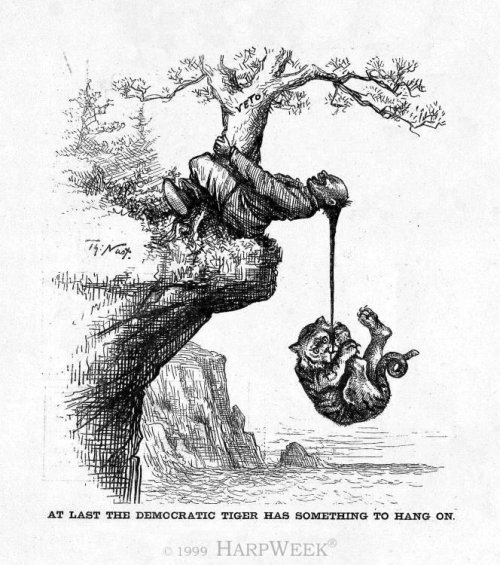 VETO
Th: Nast.
AT LAST THE DEMOCRATIC TIGER HAS SOMETHING TO HANG ON.
© 1999 HARPWEEK®